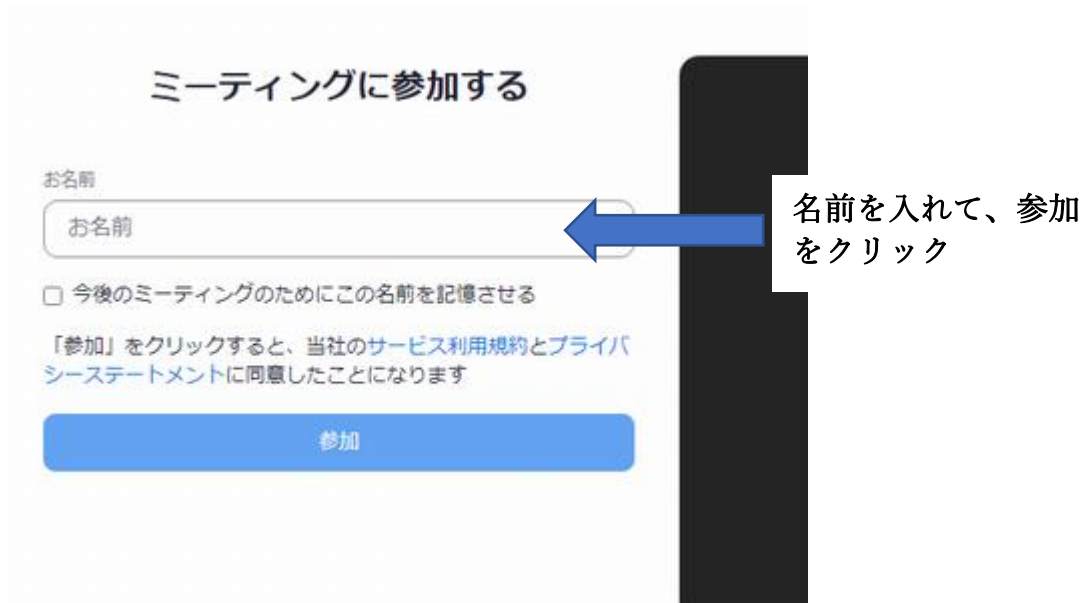 ミーティングに参加する
お名前
お名前
今後のミーティングのためにこの名前を記憶させる
「参加」をクリックすると、当社のサービス利用規約とプライバ
シーステートメントに同意したことになります
参加
名前を入れて、参加
をクリック